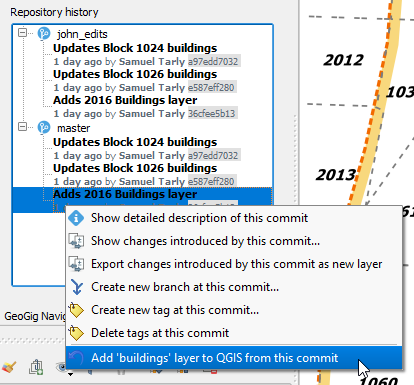 Repository history
john_edits
Updates Block 1024 buildings
1 day ago by Samuel Tarly a97edd7032
Updates Block 1026 buildings
1 day ago by Samuel Tarly e587eff280
Adds 2016 Buildings layer
1 day ago by Samuel Tarly 36cfee5b13
master
Updates Block 1024 buildings
1 day ago by Samuel Tarly a97edd7032
Updates Block 1026 buildings
1 day ago by Samuel Tarly e587eff280
Adds 2016 Buildings layer
Show detailed description of this commit
Show changes introduced by this commit...
Export changes introduced by this commit as new layer
Create new branch at this commit...
Create new tag at this commit...
Delete tags at this commit
Add 'buildings' layer to QGIS from this commit
GeoGig Navig
2012
103
2013
106